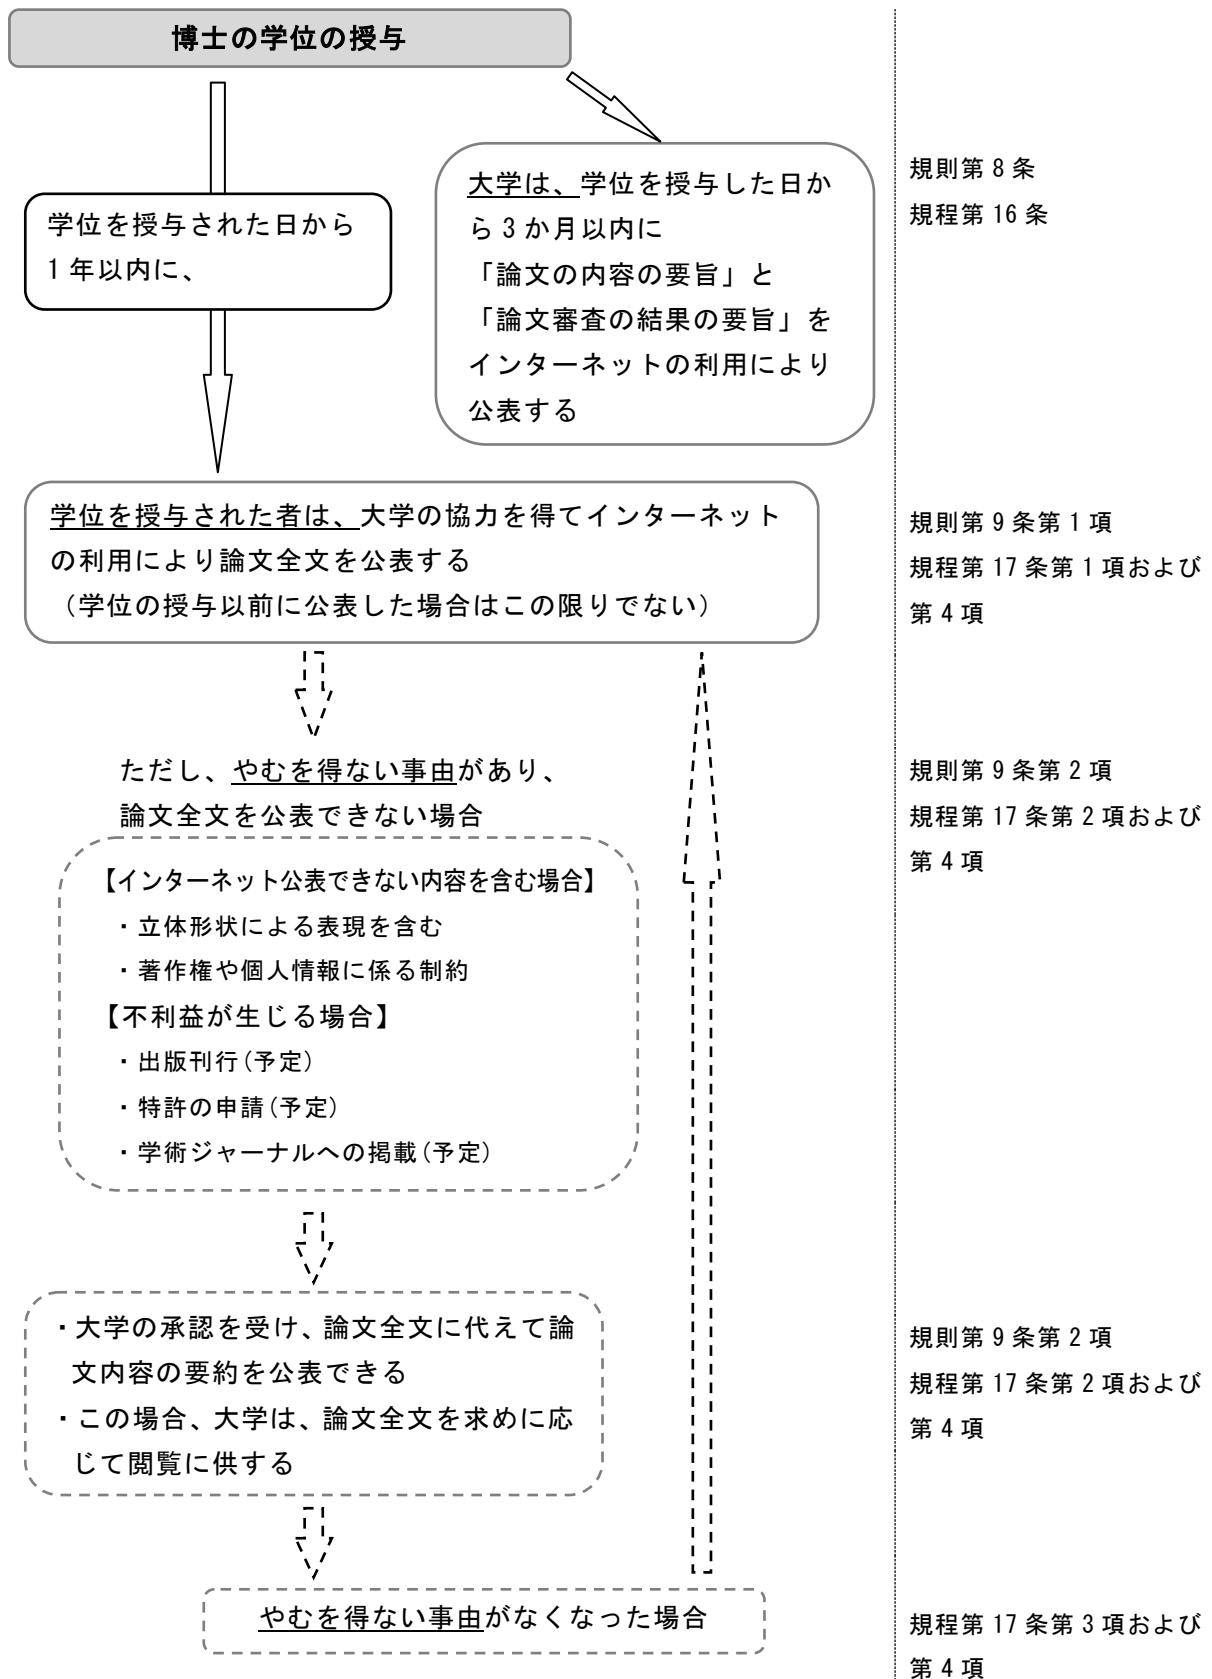 博士の学位の授与
学位を授与された日から
1年以内に、
大学は、学位を授与した日か
ら3か月以内に
「論文の内容の要旨」と
「論文審査の結果の要旨」を
インターネットの利用により
公表する
規則第8条
規程第16条
学位を授与された者は、大学の協力を得てインターネット
の利用により論文全文を公表する
（学位の授与以前に公表した場合はこの限りでない）
規則第9条第1項
規程第17条第1項および
第4項
ただし、やむを得ない事由があり、
論文全文を公表できない場合
規則第9条第2項
規程第17条第2項および
第4項
【インターネット公表できない内容を含む場合】
・立体形状による表現を含む
・著作権や個人情報に係る制約
【不利益が生じる場合】
・出版刊行(予定)
・特許の申請(予定)
・学術ジャーナルへの掲載(予定)
・大学の承認を受け、論文全文に代えて論
文内容の要約を公表できる
・この場合、大学は、論文全文を求めに応
じて閲覧に供する
規則第9条第2項
規程第17条第2項および
第4項
やむを得ない事由がなくなった場合
規程第17条第3項および
第4項